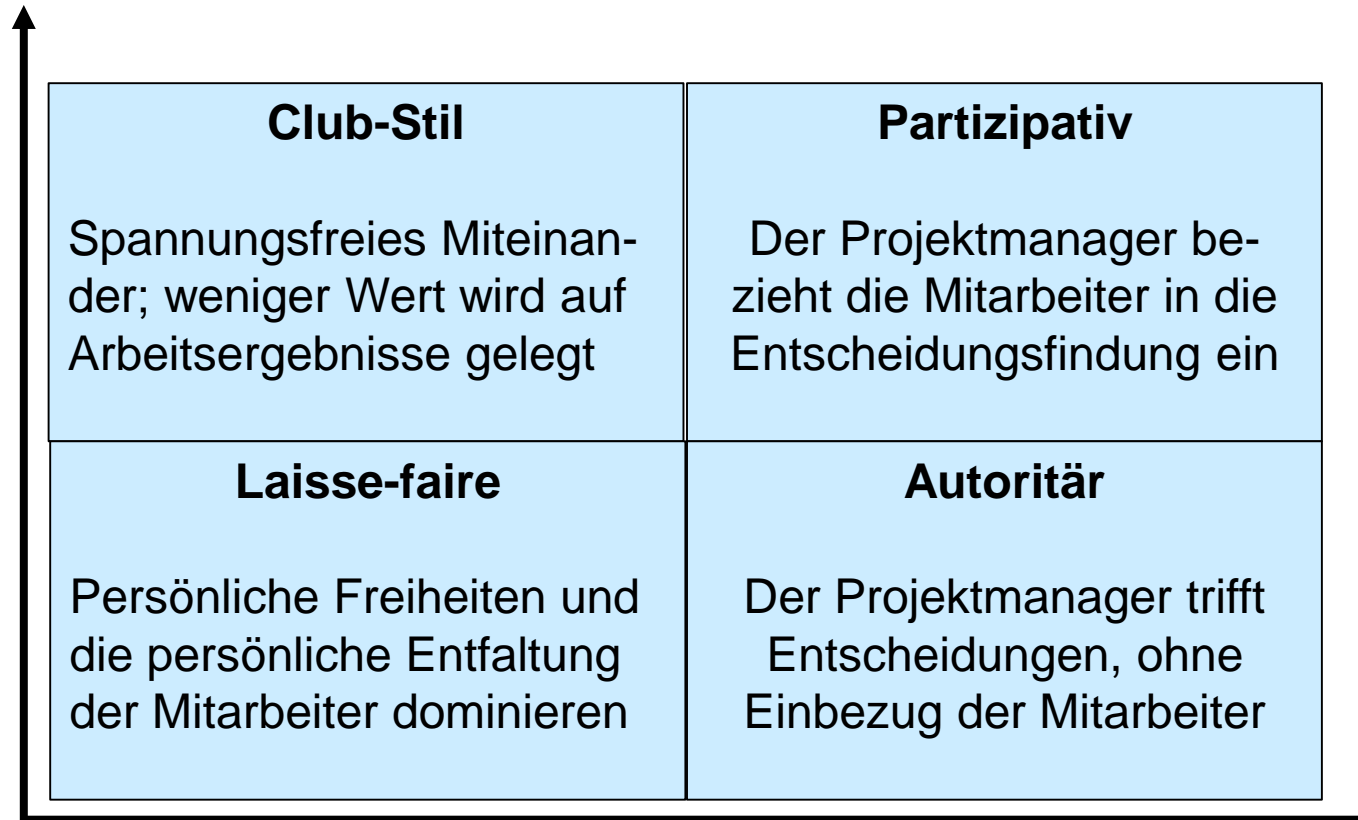 Club-Stil
Spannungsfreies Miteinan-
der; weniger Wert wird auf
Arbeitsergebnisse gelegt
Partizipativ
Der Projektmanager be-
zieht die Mitarbeiter in die
Entscheidungsfindung ein
Laisse-faire
Persönliche Freiheiten und
die persönliche Entfaltung
der Mitarbeiter dominieren
Autoritär
Der Projektmanager trifft
Entscheidungen, ohne
Einbezug der Mitarbeiter